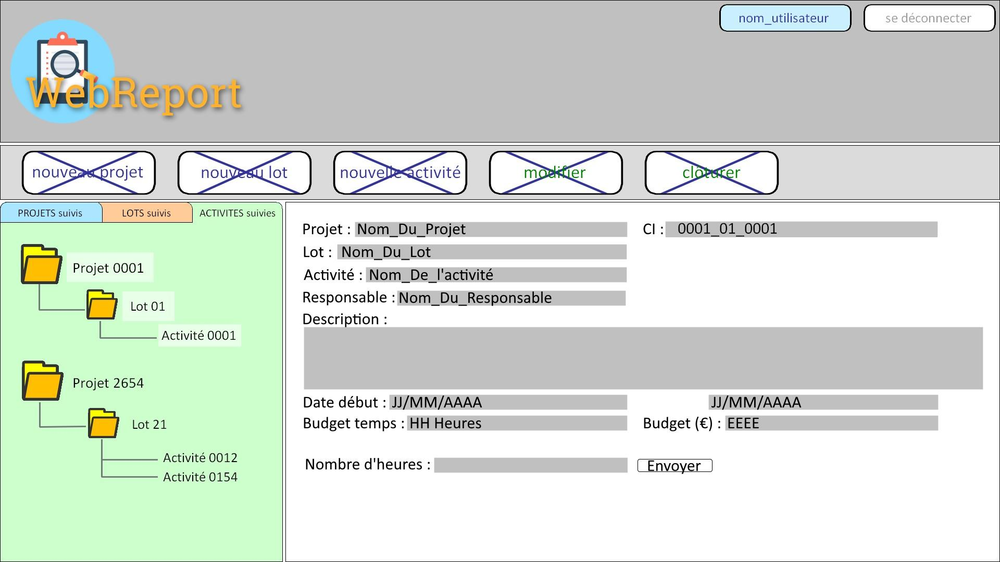 nom_utilisateur
se déconnecter
WebReport
nouveau projet
nouveau lot
nouvelle activité
modifier
clôturer
PROJETS suivis
LOTS suivis
ACTIVITES suivies
Projet 0001
Lot 01
Activité 0001
Projet 2654
Lot 21
Activité 0012
Activité 0154
Projet : Nom_Du_Projet
CI : 0001_01_0001
Lot : Nom_Du_Lot
Activité : Nom_De_l'activité
Responsable : Nom_Du_Responsable
Description :
Date début : JJ/MM/AAAA
JJ/MM/AAAA
Budget temps : HH Heures
Budget (€) : EEEE
Nombre d'heures :
Envoyer